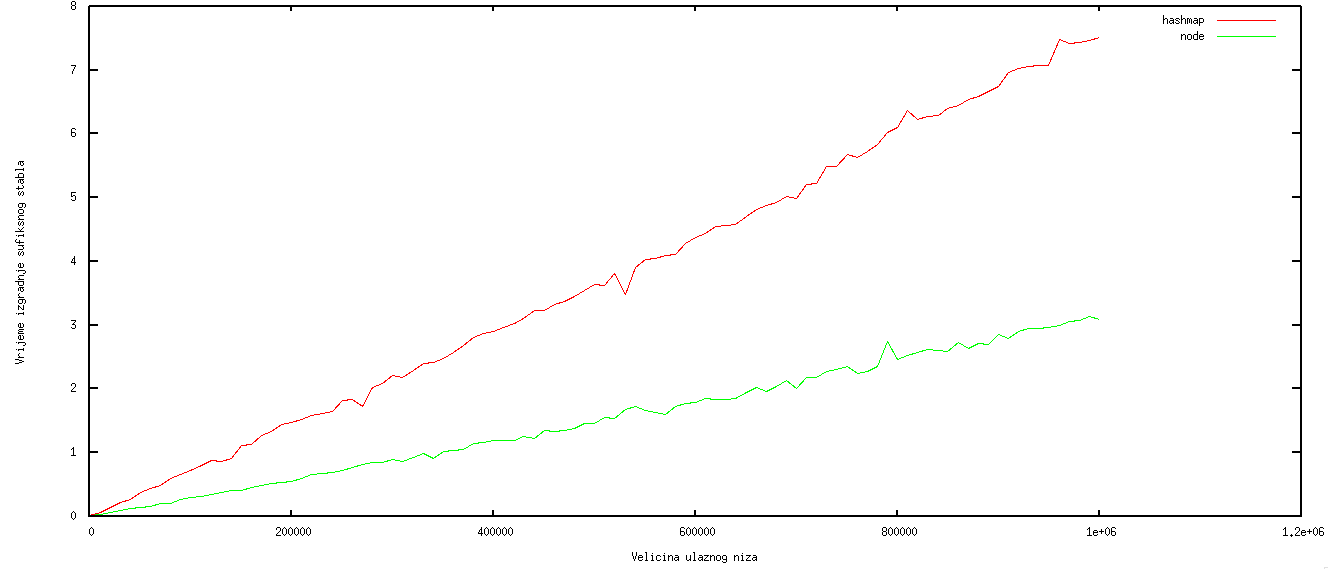 8
hashmap
node
7
6
5
4
3
2
1
0
Vrijeme izgradnje sufiksnog stabla
0 200000 400000 600000 800000 1e+06 1.2e+06
Velicina ulaznog niza